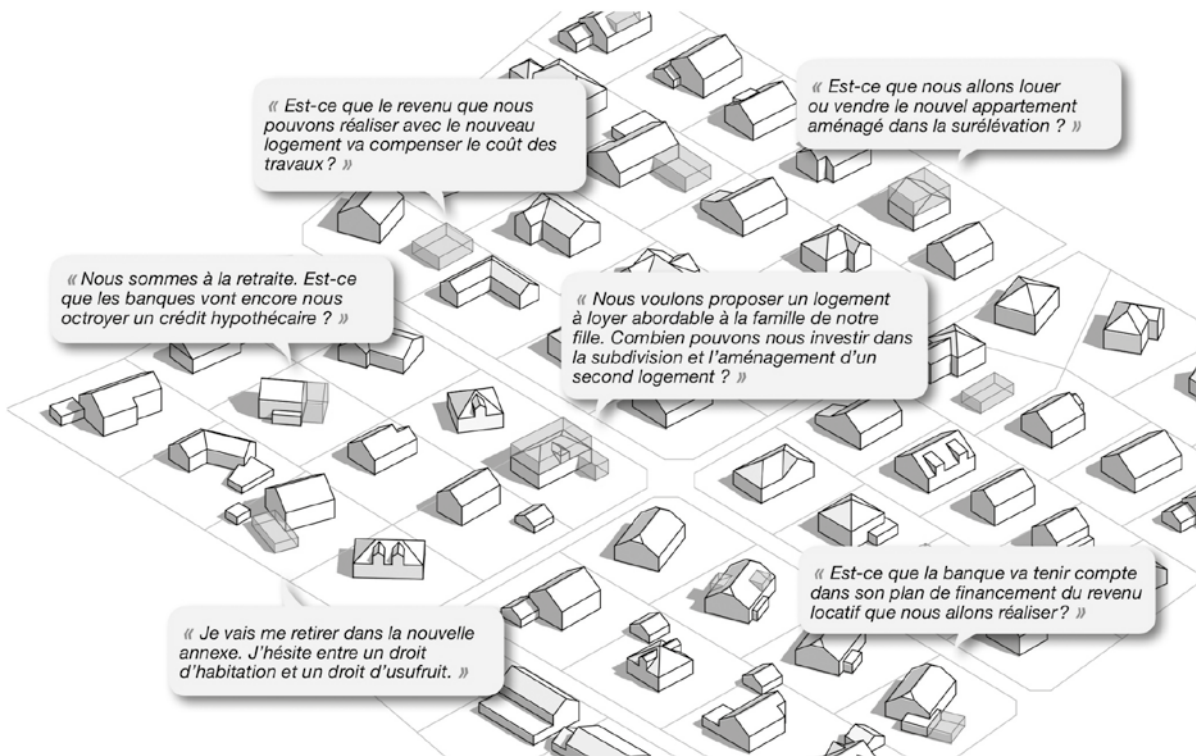 « Est-ce que le revenu que nous
pouvons réaliser avec le nouveau
logement va compenser le coût des
travaux ? »
« Est-ce que nous allons louer
ou vendre le nouvel appartement
aménagé dans la surélévation ? »
« Nous sommes à la retraite. Est-ce
que les banques vont encore nous
octroyer un crédit hypothécaire ? »
« Nous voulons proposer un logement
à loyer abordable à la famille de notre
fille. Combien pouvons nous investir dans
la subdivision et l’aménagement d’un
second logement ? »
« Est-ce que la banque va tenir compte
dans son plan de financement du revenu
locatif que nous allons réaliser ? »
« Je vais me retirer dans la nouvelle
annexe. J’hésite entre un droit
d’habitation et un droit d’usufruit. »